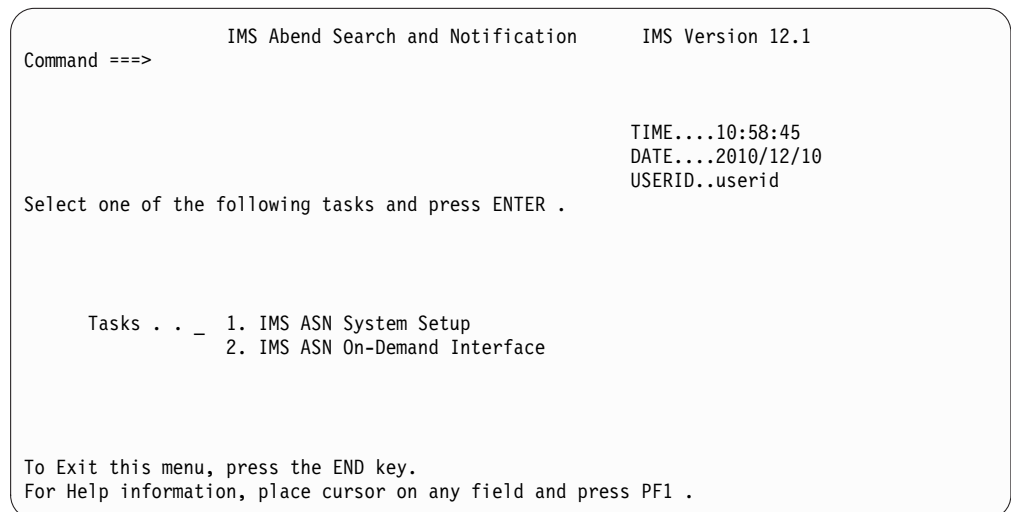 IMS Abend Search and Notification IMS Version 12.1
Command ===>
TIME....10:58:45
DATE....2010/12/10
USERID..userid
Select one of the following tasks and press ENTER .
Tasks . . _ 1. IMS ASN System Setup
2. IMS ASN On-Demand Interface
To Exit this menu, press the END key.
For Help information, place cursor on any field and press PF1 .